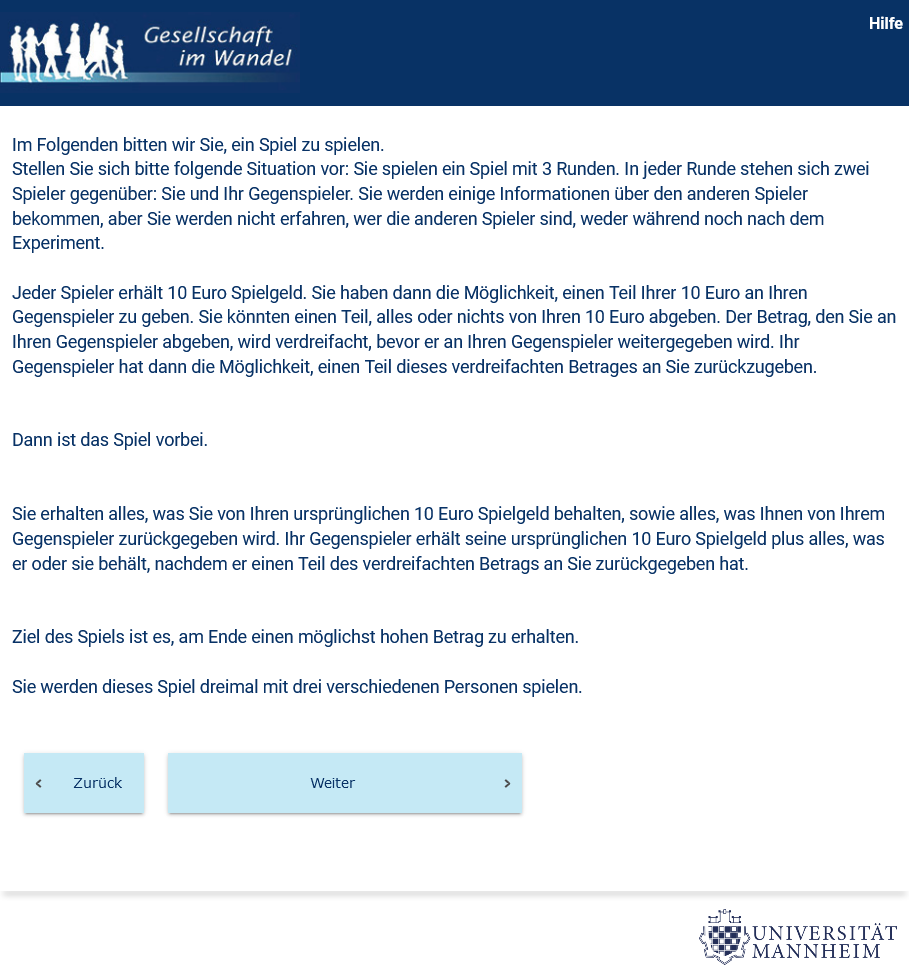 Gesellschaft
im Wandel
Hilfe
Im Folgenden bitten wir Sie, ein Spiel zu spielen.
Stellen Sie sich bitte folgende Situation vor: Sie spielen ein Spiel mit 3 Runden. In jeder Runde stehen sich zwei
Spieler gegenüber: Sie und Ihr Gegenspieler. Sie werden einige Informationen über den anderen Spieler
bekommen, aber Sie werden nicht erfahren, wer die anderen Spieler sind, weder während noch nach dem
Experiment.
Jeder Spieler erhält 10 Euro Spielgeld. Sie haben dann die Möglichkeit, einen Teil Ihrer 10 Euro an Ihren
Gegenspieler zu geben. Sie könnten einen Teil, alles oder nichts von Ihren 10 Euro abgeben. Der Betrag, den Sie an
Ihren Gegenspieler abgeben, wird verdreifacht, bevor er an Ihren Gegenspieler weitergegeben wird. Ihr
Gegenspieler hat dann die Möglichkeit, einen Teil dieses verdreifachten Betrages an Sie zurückzugeben.
Dann ist das Spiel vorbei.
Sie erhalten alles, was Sie von Ihren ursprünglichen 10 Euro Spielgeld behalten, sowie alles, was Ihnen von Ihrem
Gegenspieler zurückgegeben wird. Ihr Gegenspieler erhält seine ursprünglichen 10 Euro Spielgeld plus alles, was
er oder sie behält, nachdem er einen Teil des verdreifachten Betrags an Sie zurückgegeben hat.
Ziel des Spiels ist es, am Ende einen möglichst hohen Betrag zu erhalten.
Sie werden dieses Spiel dreimal mit drei verschiedenen Personen spielen.
Zurück
Weiter
UNIVERSITÄT
MANNHEIM